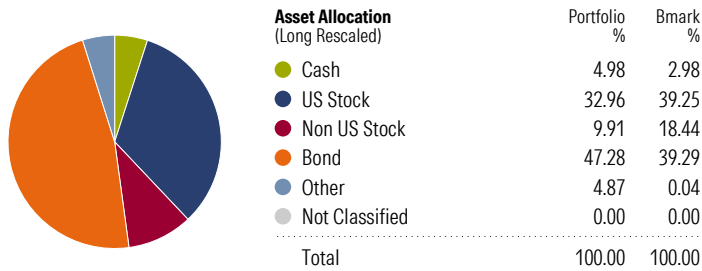 Asset Allocation Portfolio Bmark
(Long Rescaled) % %
Cash 4.98 2.98
US Stock 32.96 39.25
Non US Stock 9.91 18.44
Bond 47.28 39.29
Other 4.87 0.04
Not Classified 0.00 0.00
Total 100.00 100.00